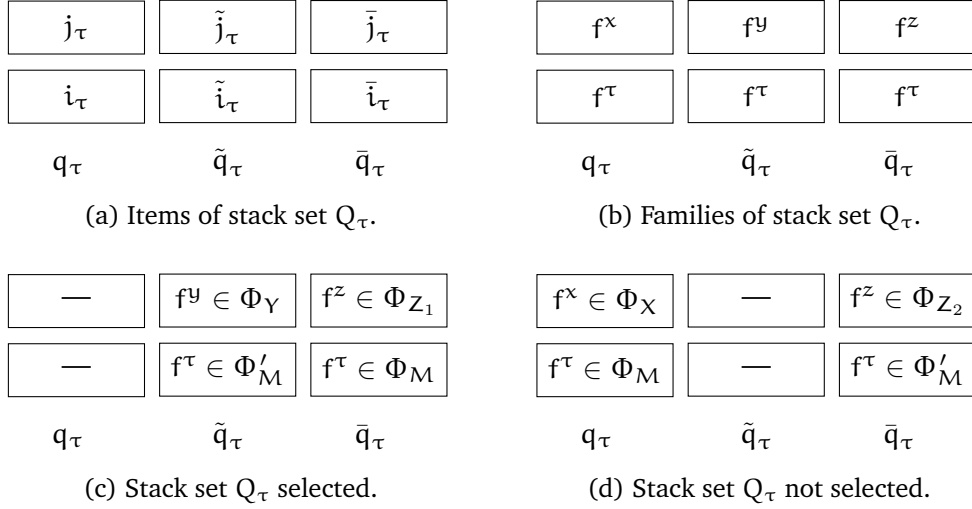 j_τ j̃_τ j̄_τ
i_τ ĩ_τ ī_τ
q_τ q̃_τ q̄_τ
(a) Items of stack set Q_τ.
f^x f^y f^z
f^τ f^τ f^τ
q_τ q̃_τ q̄_τ
(b) Families of stack set Q_τ.
— f^y ∈ Φ_Y f^z ∈ Φ_{Z_1}
— f^τ ∈ Φ'_M f^τ ∈ Φ_M
q_τ q̃_τ q̄_τ
(c) Stack set Q_τ selected.
f^x ∈ Φ_X — f^z ∈ Φ_{Z_2}
f^τ ∈ Φ_M — f^τ ∈ Φ'_M
q_τ q̃_τ q̄_τ
(d) Stack set Q_τ not selected.